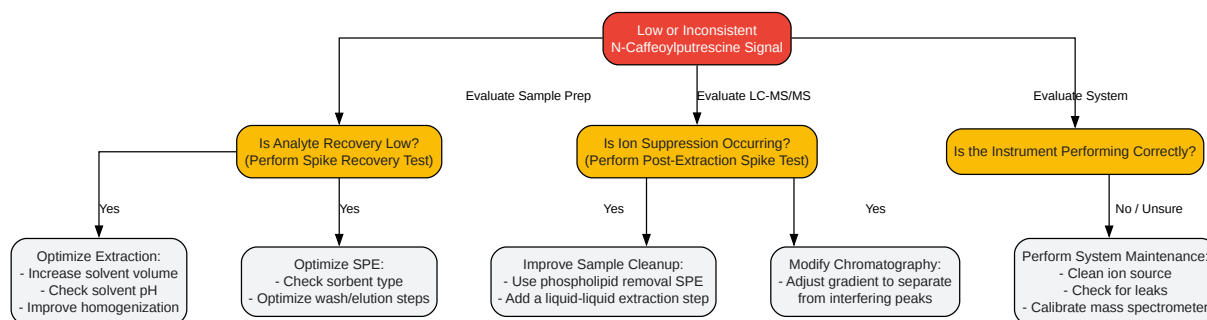 Low or Inconsistent
N-Caffeoylputrescine Signal
Evaluate Sample Prep
Evaluate LC-MS/MS
Evaluate System
Is Analyte Recovery Low?
(Perform Spike Recovery Test)
Is Ion Suppression Occurring?
(Perform Post-Extraction Spike Test)
Is the Instrument Performing Correctly?
Yes
Yes
Yes
Yes
No / Unsure
Optimize Extraction:
- Increase solvent volume
- Check solvent pH
- Improve homogenization
Optimize SPE:
- Check sorbent type
- Optimize wash/elution steps
Improve Sample Cleanup:
- Use phospholipid removal SPE
- Add a liquid-liquid extraction step
Modify Chromatography:
- Adjust gradient to separate
from interfering peaks
Perform System Maintenance:
- Clean ion source
- Check for leaks
- Calibrate mass spectrometer